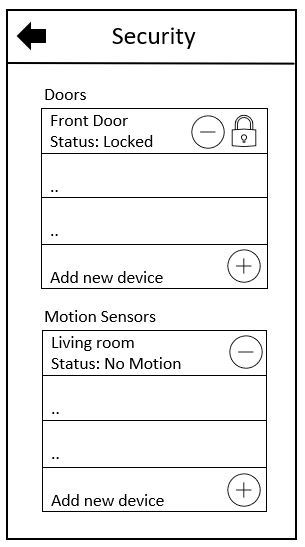 Security
Doors
Front Door
Status: Locked
..
..
Add new device
Motion Sensors
Living room
Status: No Motion
..
..
Add new device